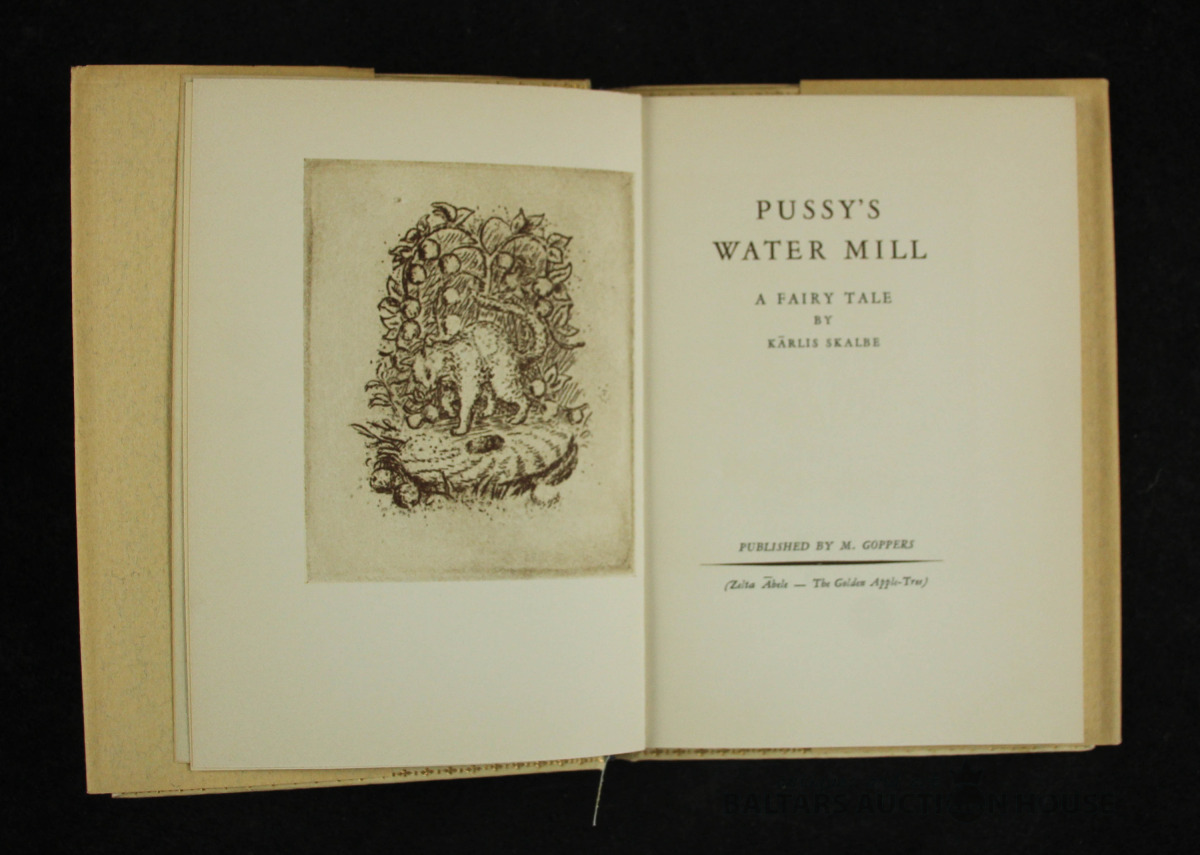 PUSSY'S
WATER MILL
A FAIRY TALE
BY
KĀRLIS SKALBE
PUBLISHED BY M. GOPPERS
(Zelta Ābele — The Golden Apple-Tree)
BALTARS AUCTION HOUSE